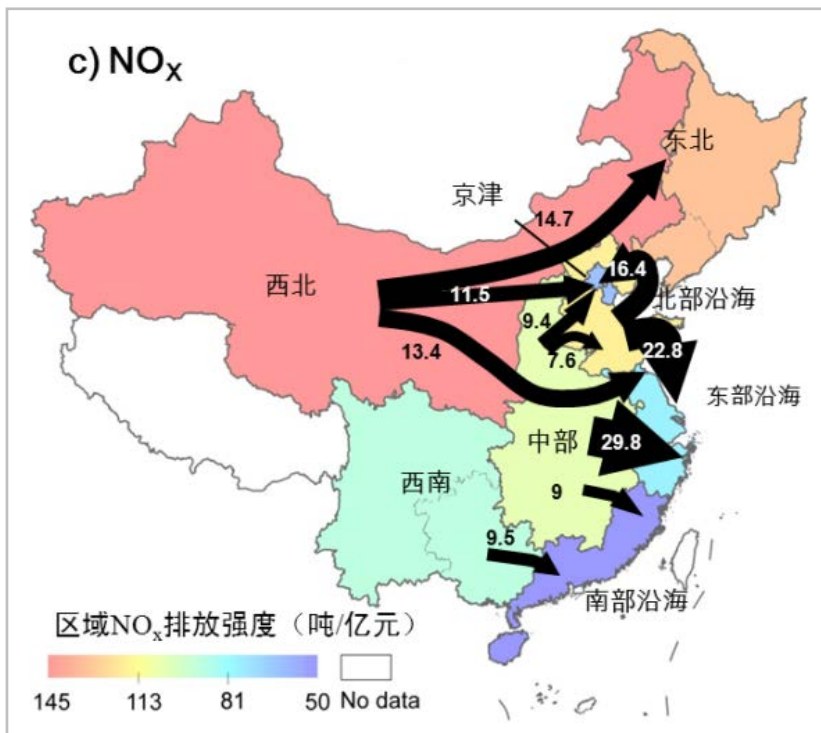 c) NOX
东北
京津
14.7
16.4
西北
11.5
北部沿海
9.4
13.4
7.6
22.8
东部沿海
中部
29.8
西南
9
9.5
南部沿海
区域NOx排放强度（吨/亿元）
145 113 81 50 No data